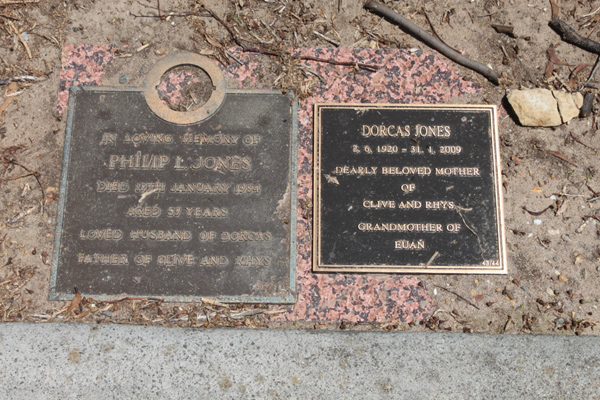 IN LOVING MEMORY OF
PHILIP L. JONES
DIED JANUARY
AGED 57 YEARS
LOVED HUSBAND OF DORCAS
FATHER OF CLIVE AND RHYS
DORCAS JONES
2. 6. 1920 - 31. 1. 2009
DEARLY BELOVED MOTHER
OF
CLIVE AND RHYS
GRANDMOTHER OF
EUAN